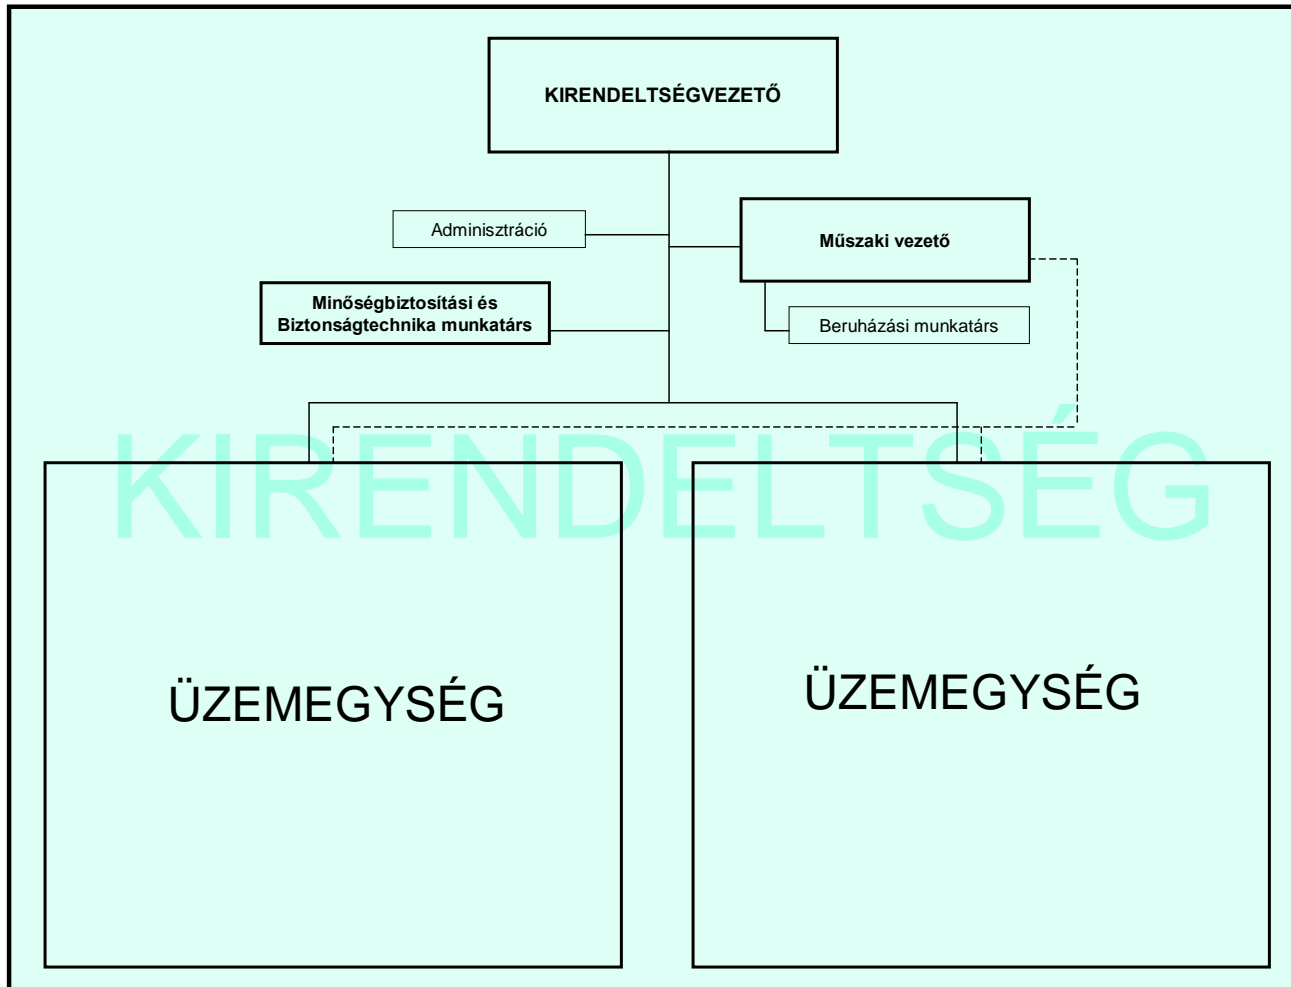 KIRENDELTSÉGVEZETŐ
Adminisztráció
Műszaki vezető
Minőségbiztosítási és
Biztonságtechnika munkatárs
Beruházási munkatárs
KIRENDELTSÉG
ÜZEMEGYSÉG
ÜZEMEGYSÉG